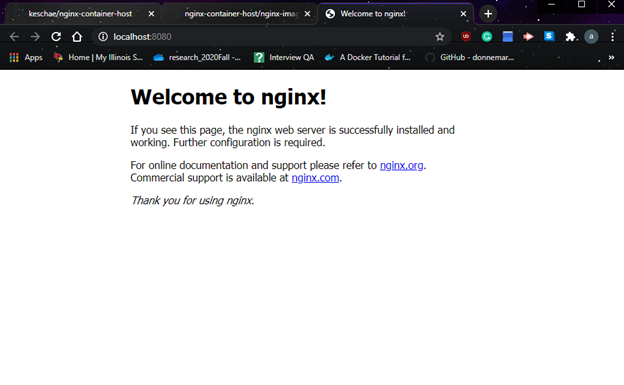 keschae/nginx-container-host
nginx-container-host/nginx-imag
Welcome to nginx!
localhost:8080
Apps
Home | My Illinois S...
research_2020Fall -...
Interview QA
A Docker Tutorial f...
GitHub - donnemar...
Welcome to nginx!
If you see this page, the nginx web server is successfully installed and
working. Further configuration is required.
For online documentation and support please refer to nginx.org.
Commercial support is available at nginx.com.
Thank you for using nginx.